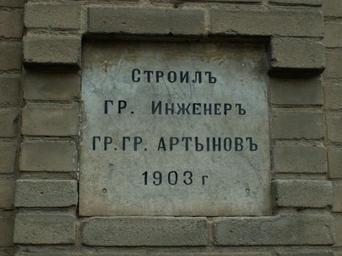 Строилъ
гр. Инженеръ
гр. гр. Артыновъ
1903 г